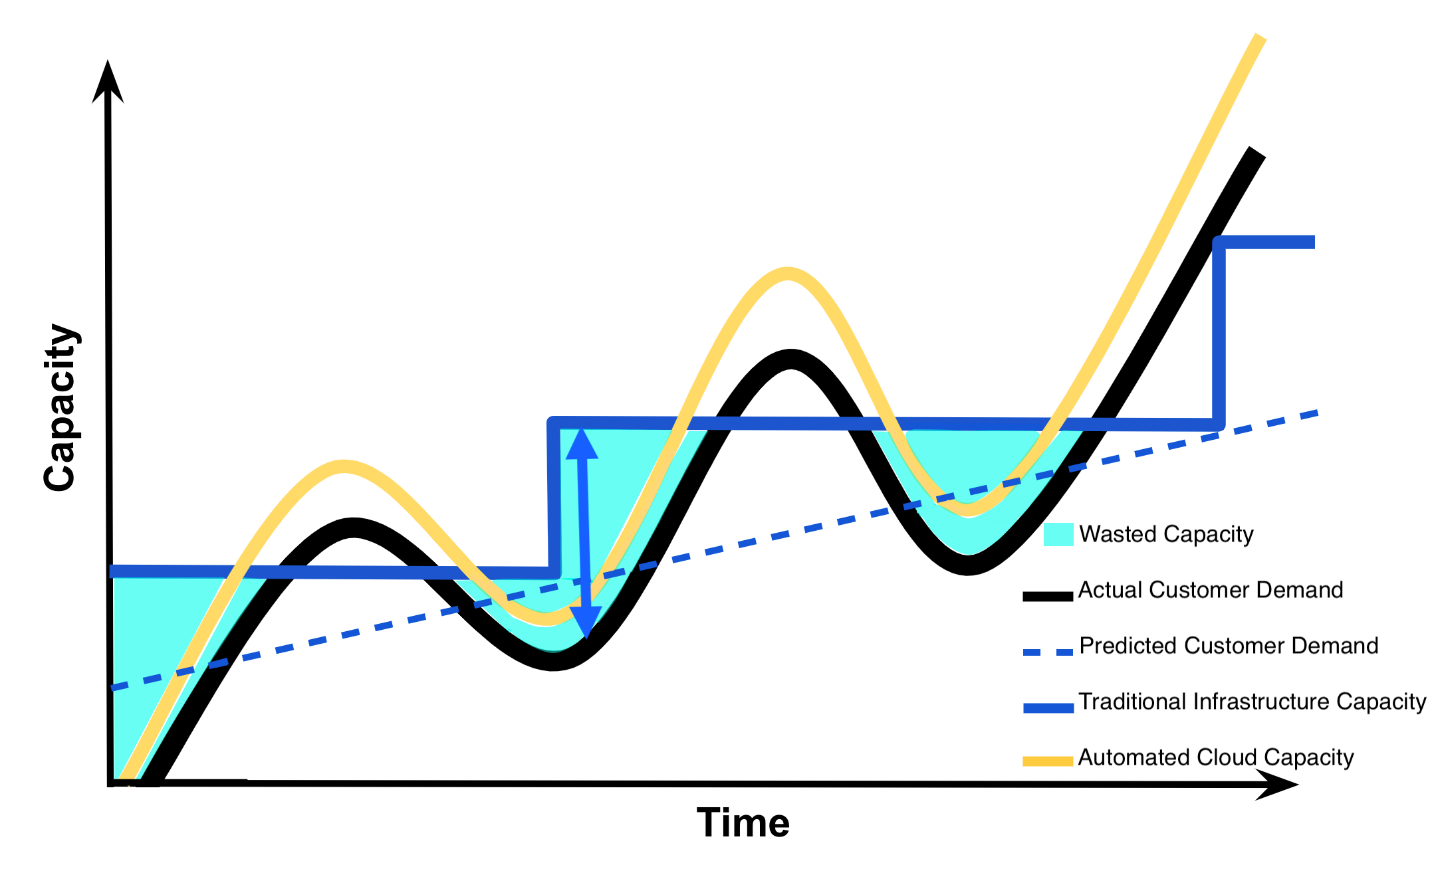 Capacity
Wasted Capacity
Actual Customer Demand
Predicted Customer Demand
Traditional Infrastructure Capacity
Automated Cloud Capacity
Time